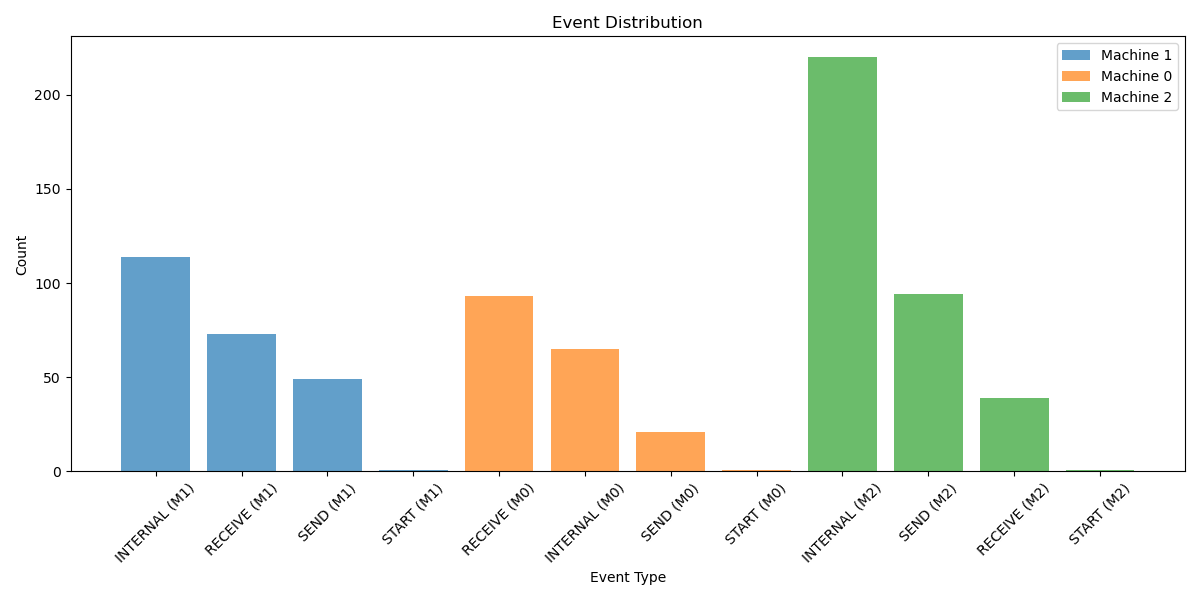 Event Distribution
Machine 1
Machine 0
Machine 2
Count
200
150
100
50
0
INTERNAL (M1)
RECEIVE (M1)
SEND (M1)
START (M1)
RECEIVE (M0)
INTERNAL (M0)
SEND (M0)
START (M0)
INTERNAL (M2)
SEND (M2)
RECEIVE (M2)
START (M2)
Event Type